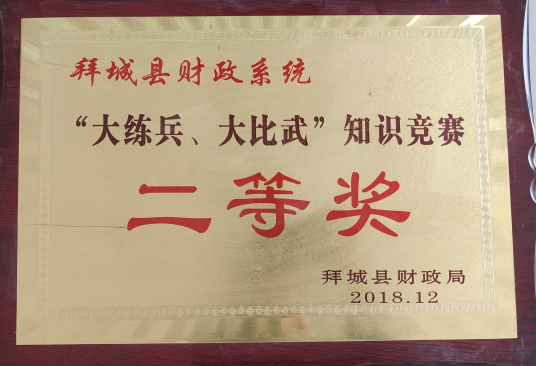 拜城县财政系统
“大练兵、大比武”知识竞赛
二等奖
拜城县财政局
2018.12